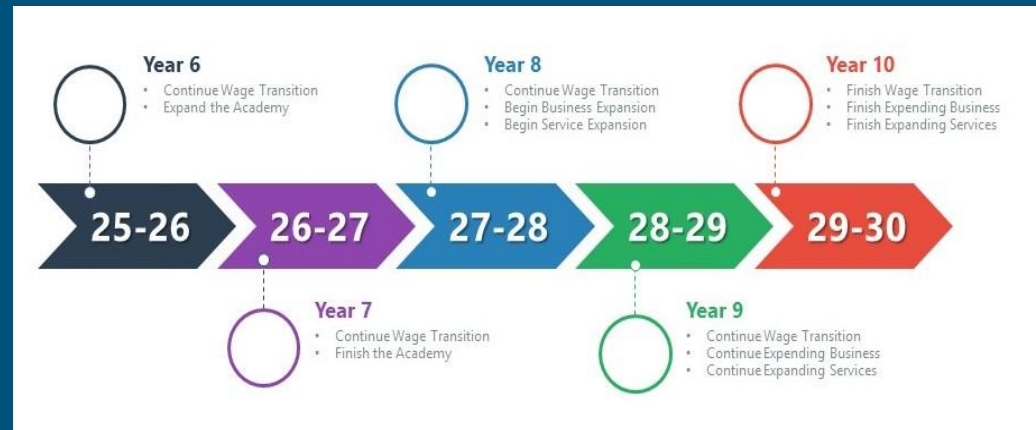 Year 6
• Continue Wage Transition
• Expand the Academy
Year 8
• Continue Wage Transition
• Begin Business Expansion
• Begin Service Expansion
Year 10
• Finish Wage Transition
• Finish Expending Business
• Finish Expanding Services
25-26
26-27
27-28
28-29
29-30
Year 7
• Continue Wage Transition
• Finish the Academy
Year 9
• Continue Wage Transition
• Continue Expending Business
• Continue Expanding Services